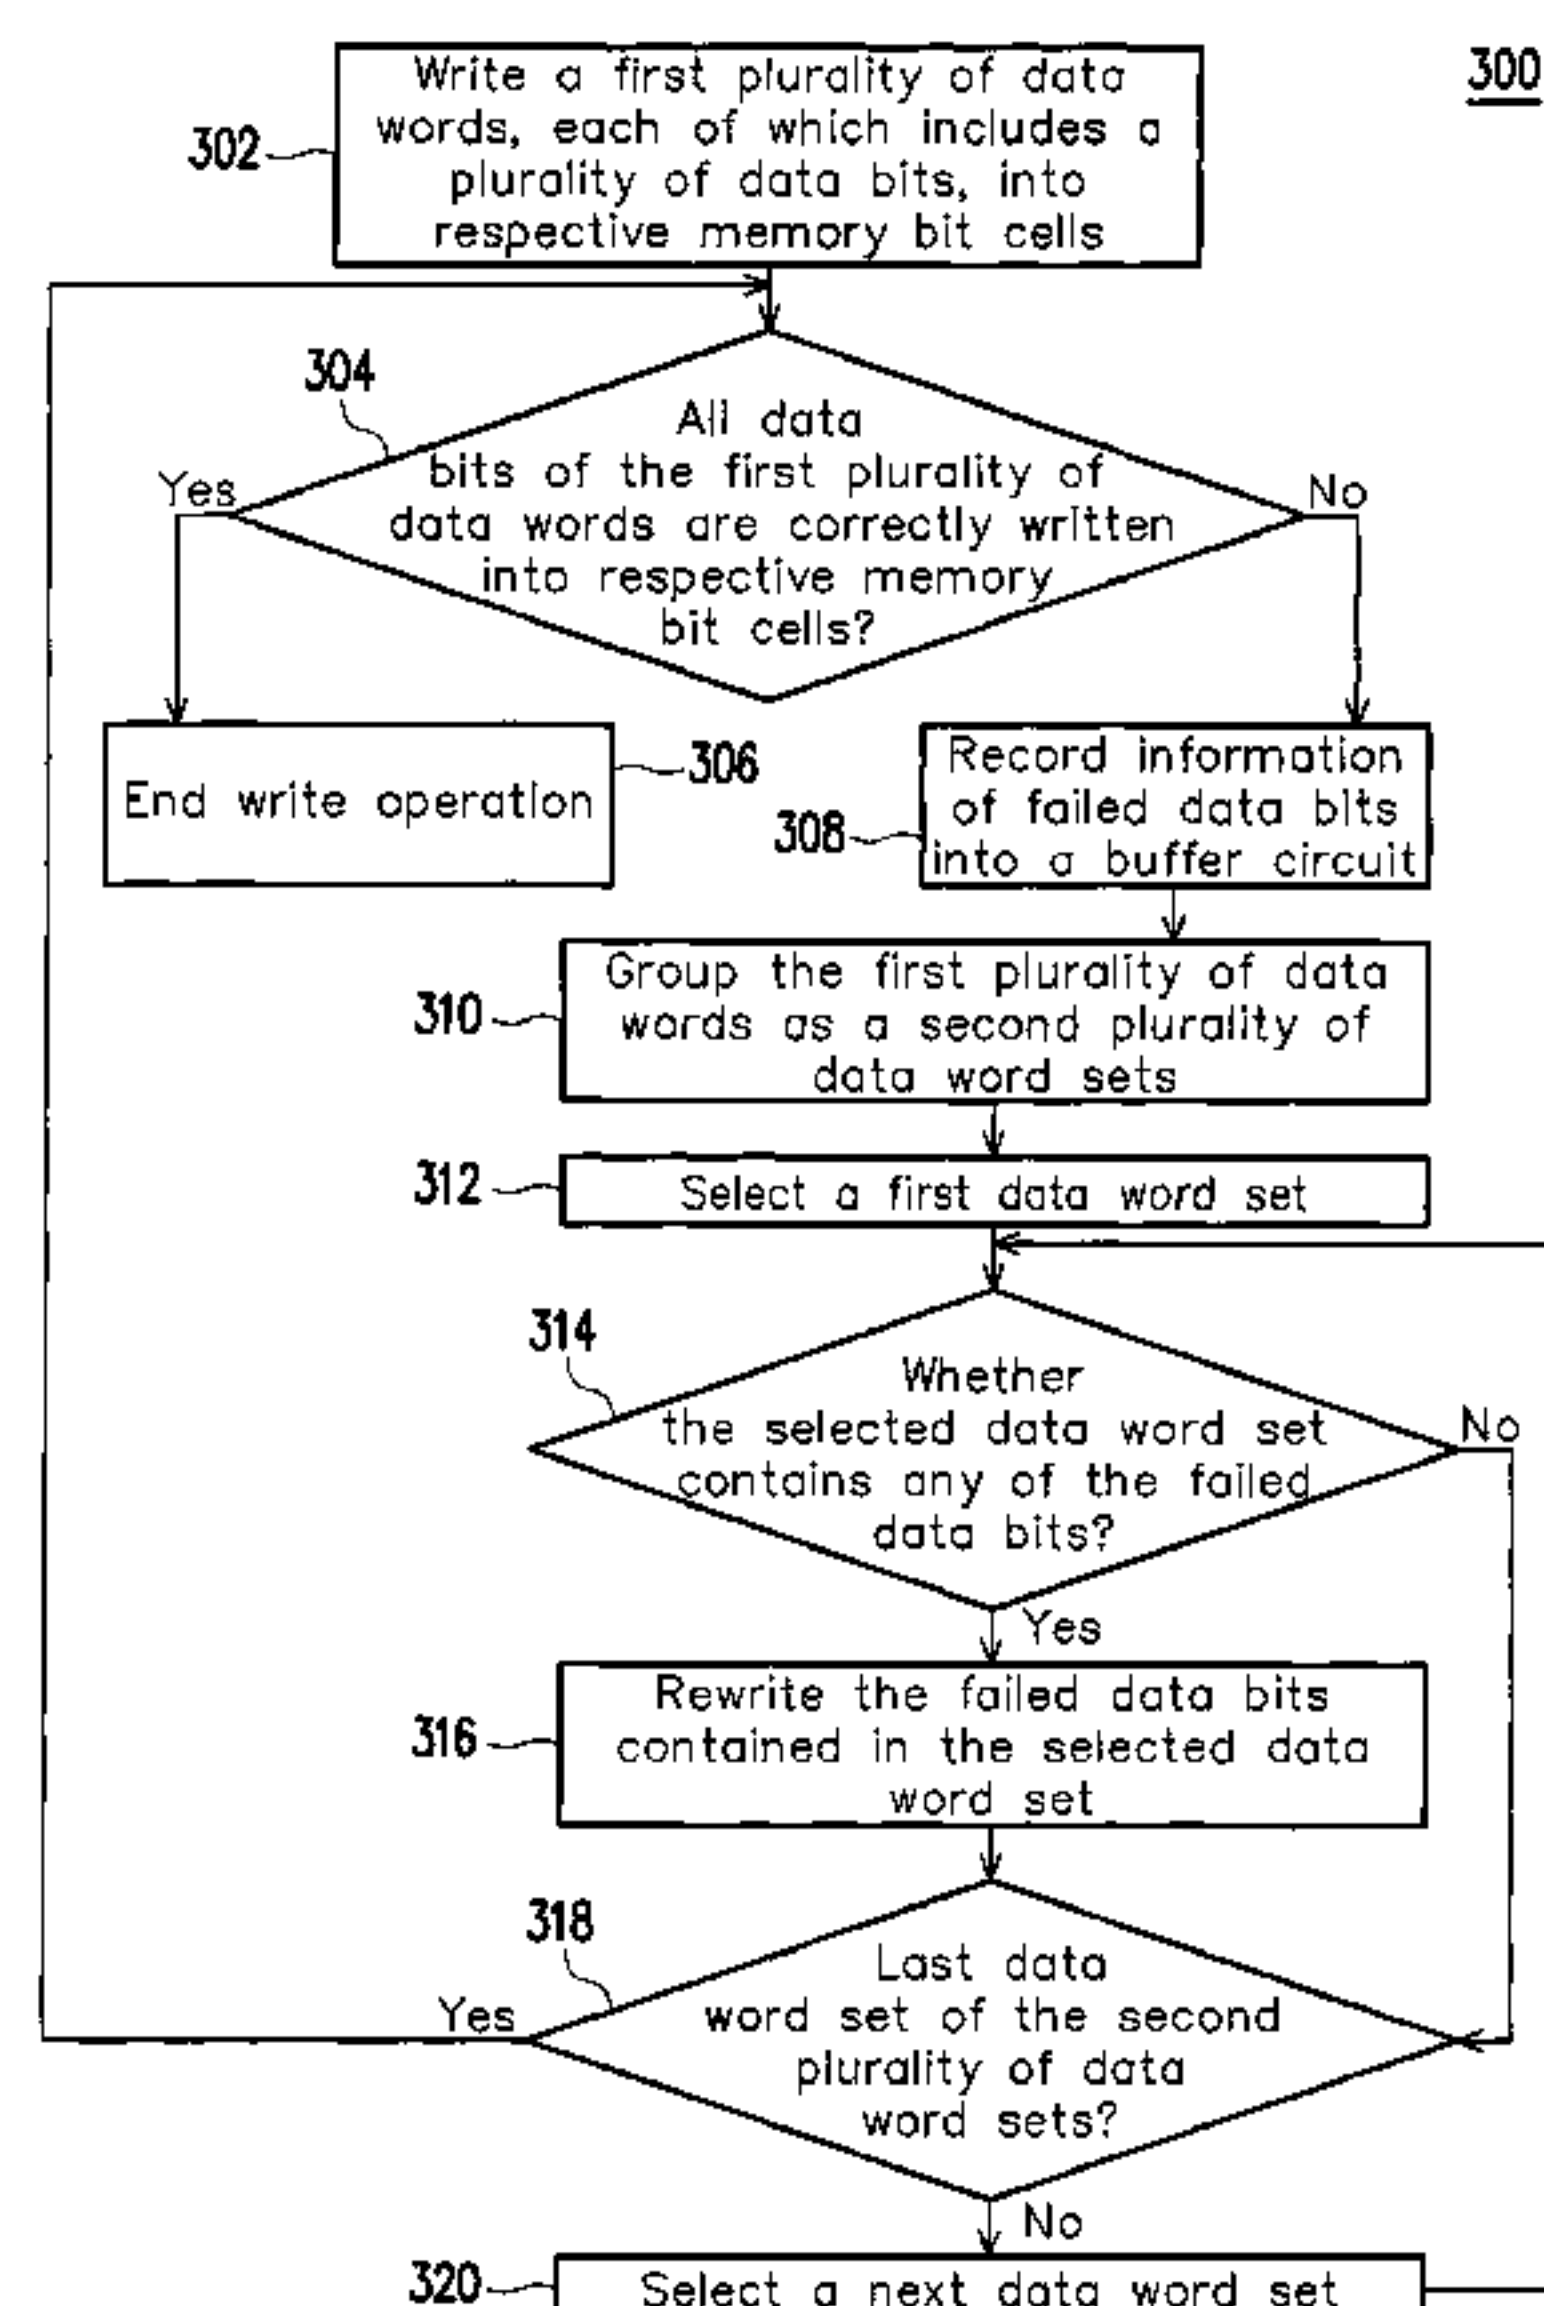 300
302
Write a first plurality of data
words, each of which includes a
plurality of data bits, into
respective memory bit cells
304
All data
bits of the first plurality of
data words are correctly written
into respective memory
bit cells?
Yes
No
End write operation
306
308
Record information
of failed data bits
into a buffer circuit
310
Group the first plurality of data
words as a second plurality of
data word sets
312
Select a first data word set
314
Whether
the selected data word set
contains any of the failed
data bits?
No
Yes
316
Rewrite the failed data bits
contained in the selected data
word set
318
Last data
word set of the second
plurality of data
word sets?
Yes
No
320
Select a next data word set